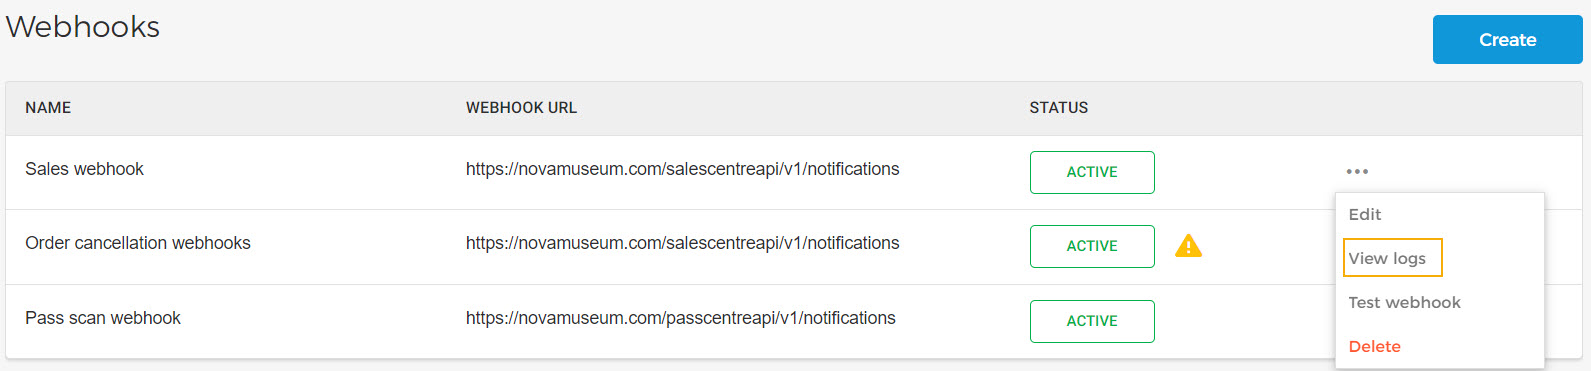 Webhooks
Create
NAME WEBHOOK URL STATUS
Sales webhook https://novamuseum.com/salescentreapi/v1/notifications ACTIVE
Edit
Order cancellation webhooks https://novamuseum.com/salescentreapi/v1/notifications ACTIVE
View logs
Test webhook
Pass scan webhook https://novamuseum.com/passcentreapi/v1/notifications ACTIVE
Delete